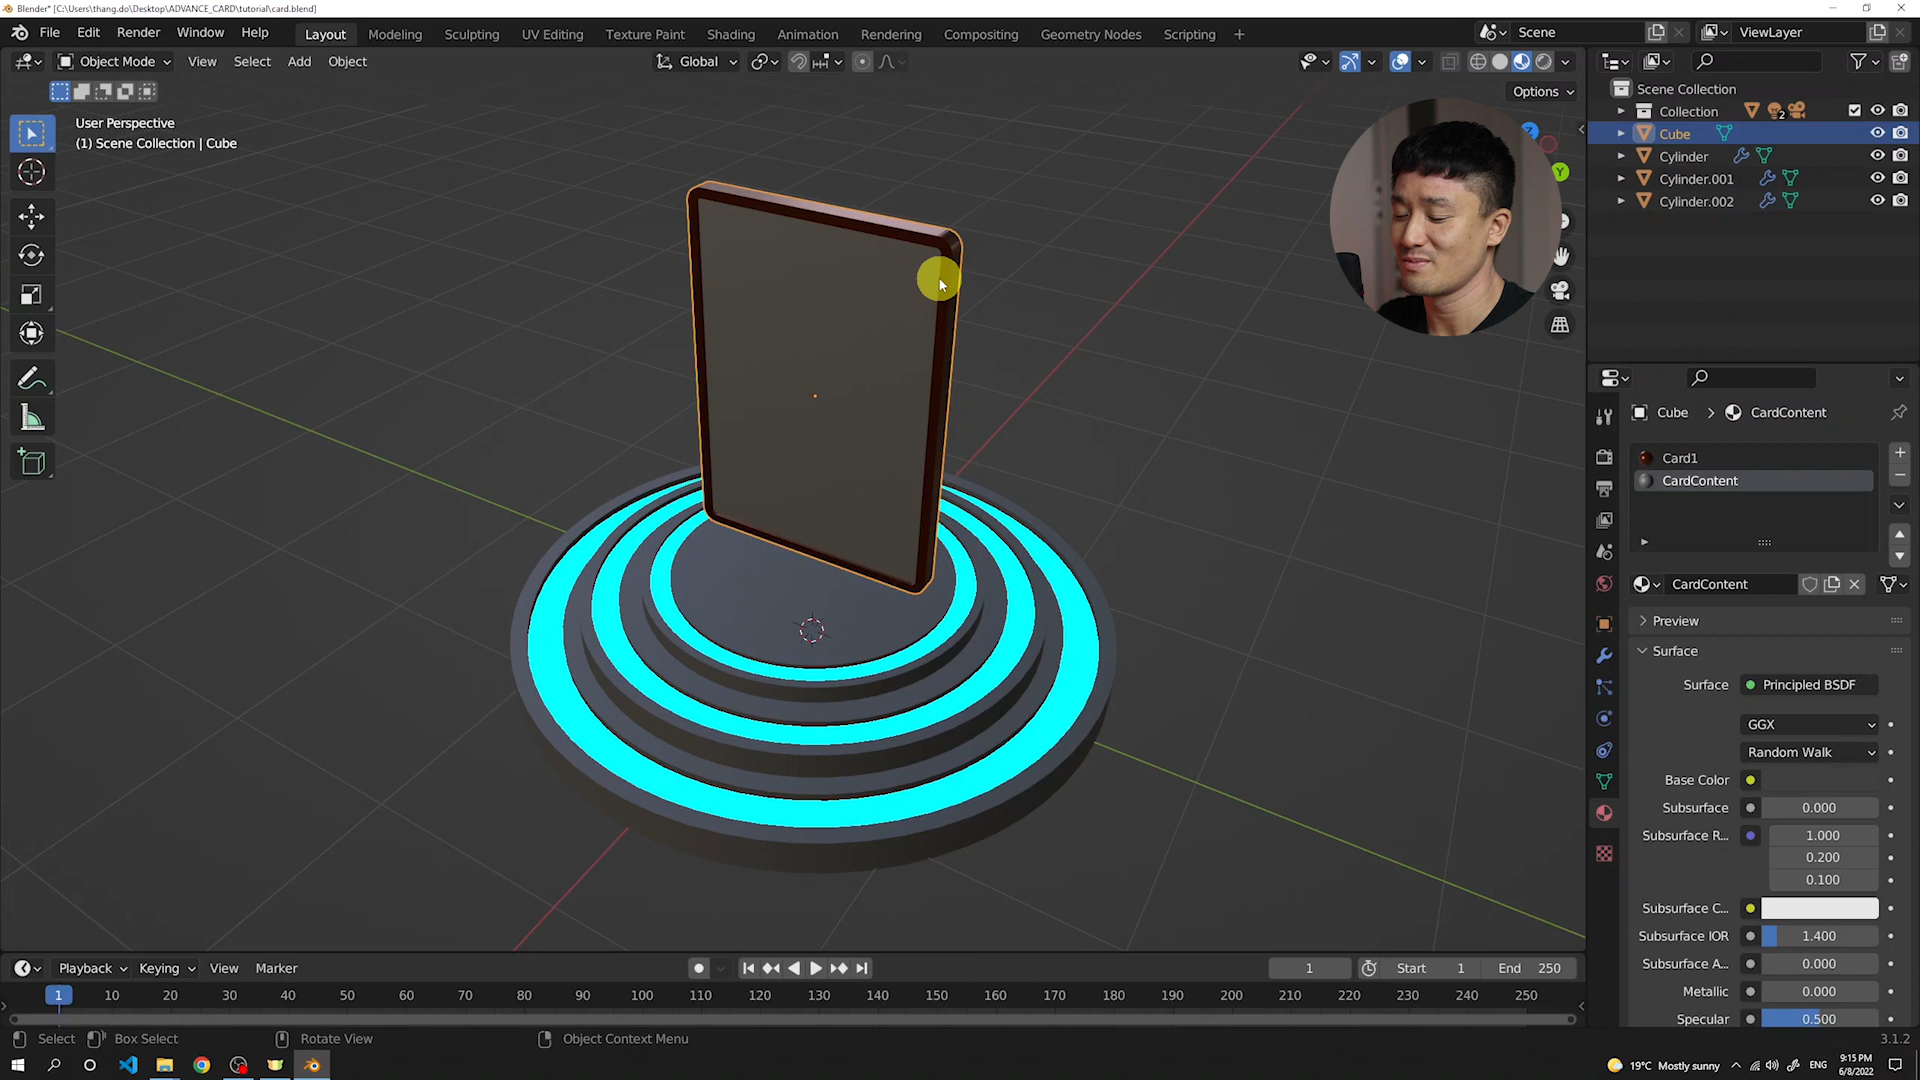 Blender* [C:\Users\thang.do\Desktop\ADVANCE_CARD\tutorial\card.blend]
File Edit Render Window Help Layout Modeling Sculpting UV Editing Texture Paint Shading Animation Rendering Compositing Geometry Nodes Scripting + Scene ViewLayer
Object Mode View Select Add Object Global
Options
User Perspective
(1) Scene Collection | Cube
Y
Scene Collection
Collection 2
Cube
Cylinder
Cylinder.001
Cylinder.002
Cube > CardContent
Card1
CardContent
CardContent
Preview
Surface
Surface Principled BSDF
GGX
Random Walk
Base Color
Subsurface 0.000
Subsurface R... 1.000
0.200
0.100
Subsurface C...
Subsurface IOR 1.400
Subsurface A... 0.000
Metallic 0.000
Specular 0.500
Playback Keying View Marker 1 Start 1 End 250
1 10 20 30 40 50 60 70 80 90 100 110 120 130 140 150 160 170 180 190 200 210 220 230 240 250
Select Box Select Rotate View Object Context Menu 3.1.2
19°C Mostly sunny ENG 9:15 PM
6/8/2022